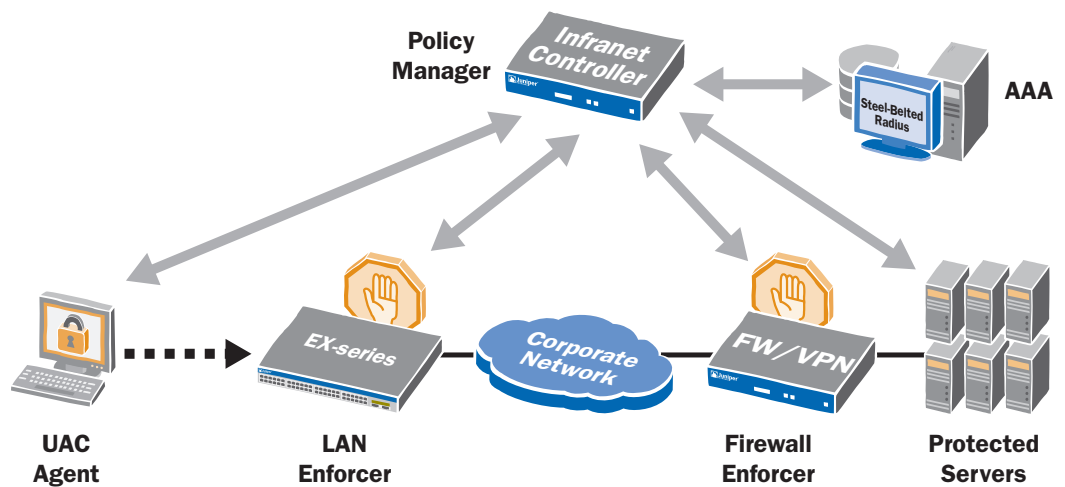 Policy
Manager
Infranet
Controller
Juniper
Steel-Belted
Radius
AAA
EX-series
Corporate
Network
FW/VPN
Juniper
UAC
Agent
LAN
Enforcer
Firewall
Enforcer
Protected
Servers